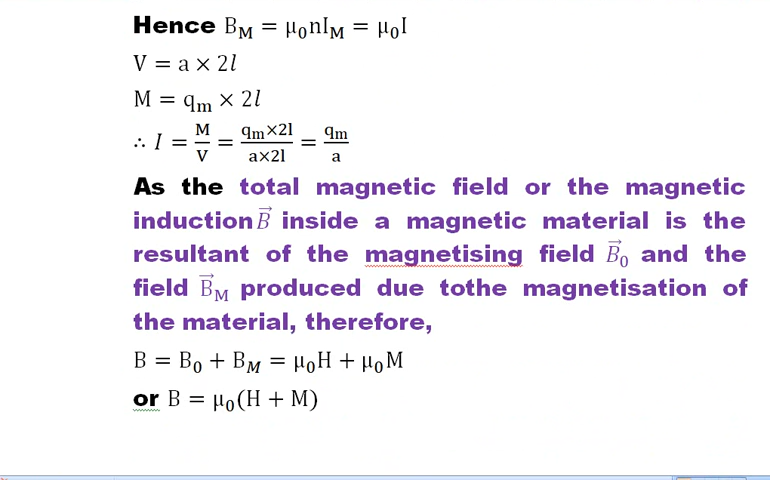 Hence B_M = μ₀nI_M = μ₀I
V = a × 2l
M = q_m × 2l
∴ I = M/V = (q_m×2l)/(a×2l) = q_m/a
As the total magnetic field or the magnetic
induction B⃗ inside a magnetic material is the
resultant of the magnetising field B⃗₀ and the
field B⃗_M produced due tothe magnetisation of
the material, therefore,
B = B₀ + B_M = μ₀H + μ₀M
or B = μ₀(H + M)